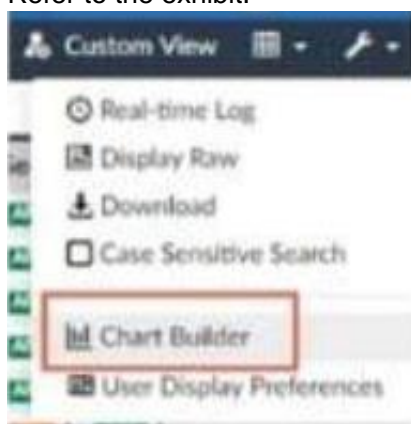 Refer to the exhibit.
Custom View
Real-time Log
Display Raw
Download
Case Sensitive Search
Chart Builder
User Display Preferences